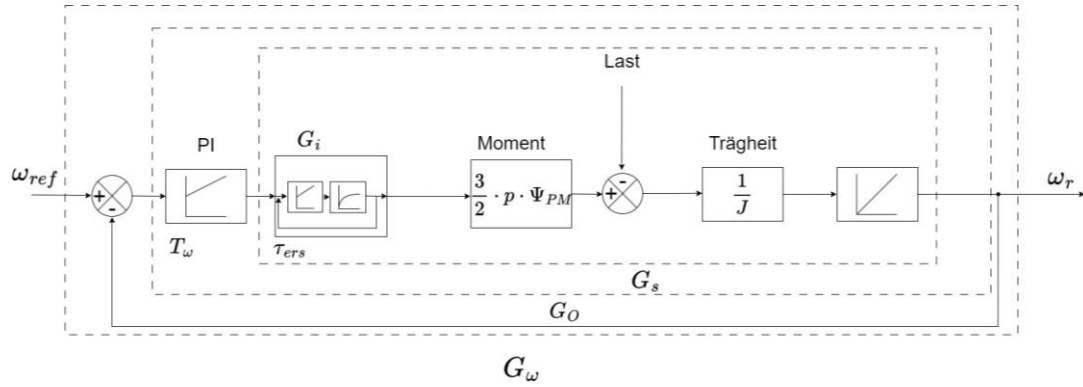 Last
PI
G_i
Moment
Trägheit
ω_ref
+
-
3/2 · p · Ψ_PM
+
-
1/J
ω_r
T_ω
τ_ers
G_s
G_O
G_ω